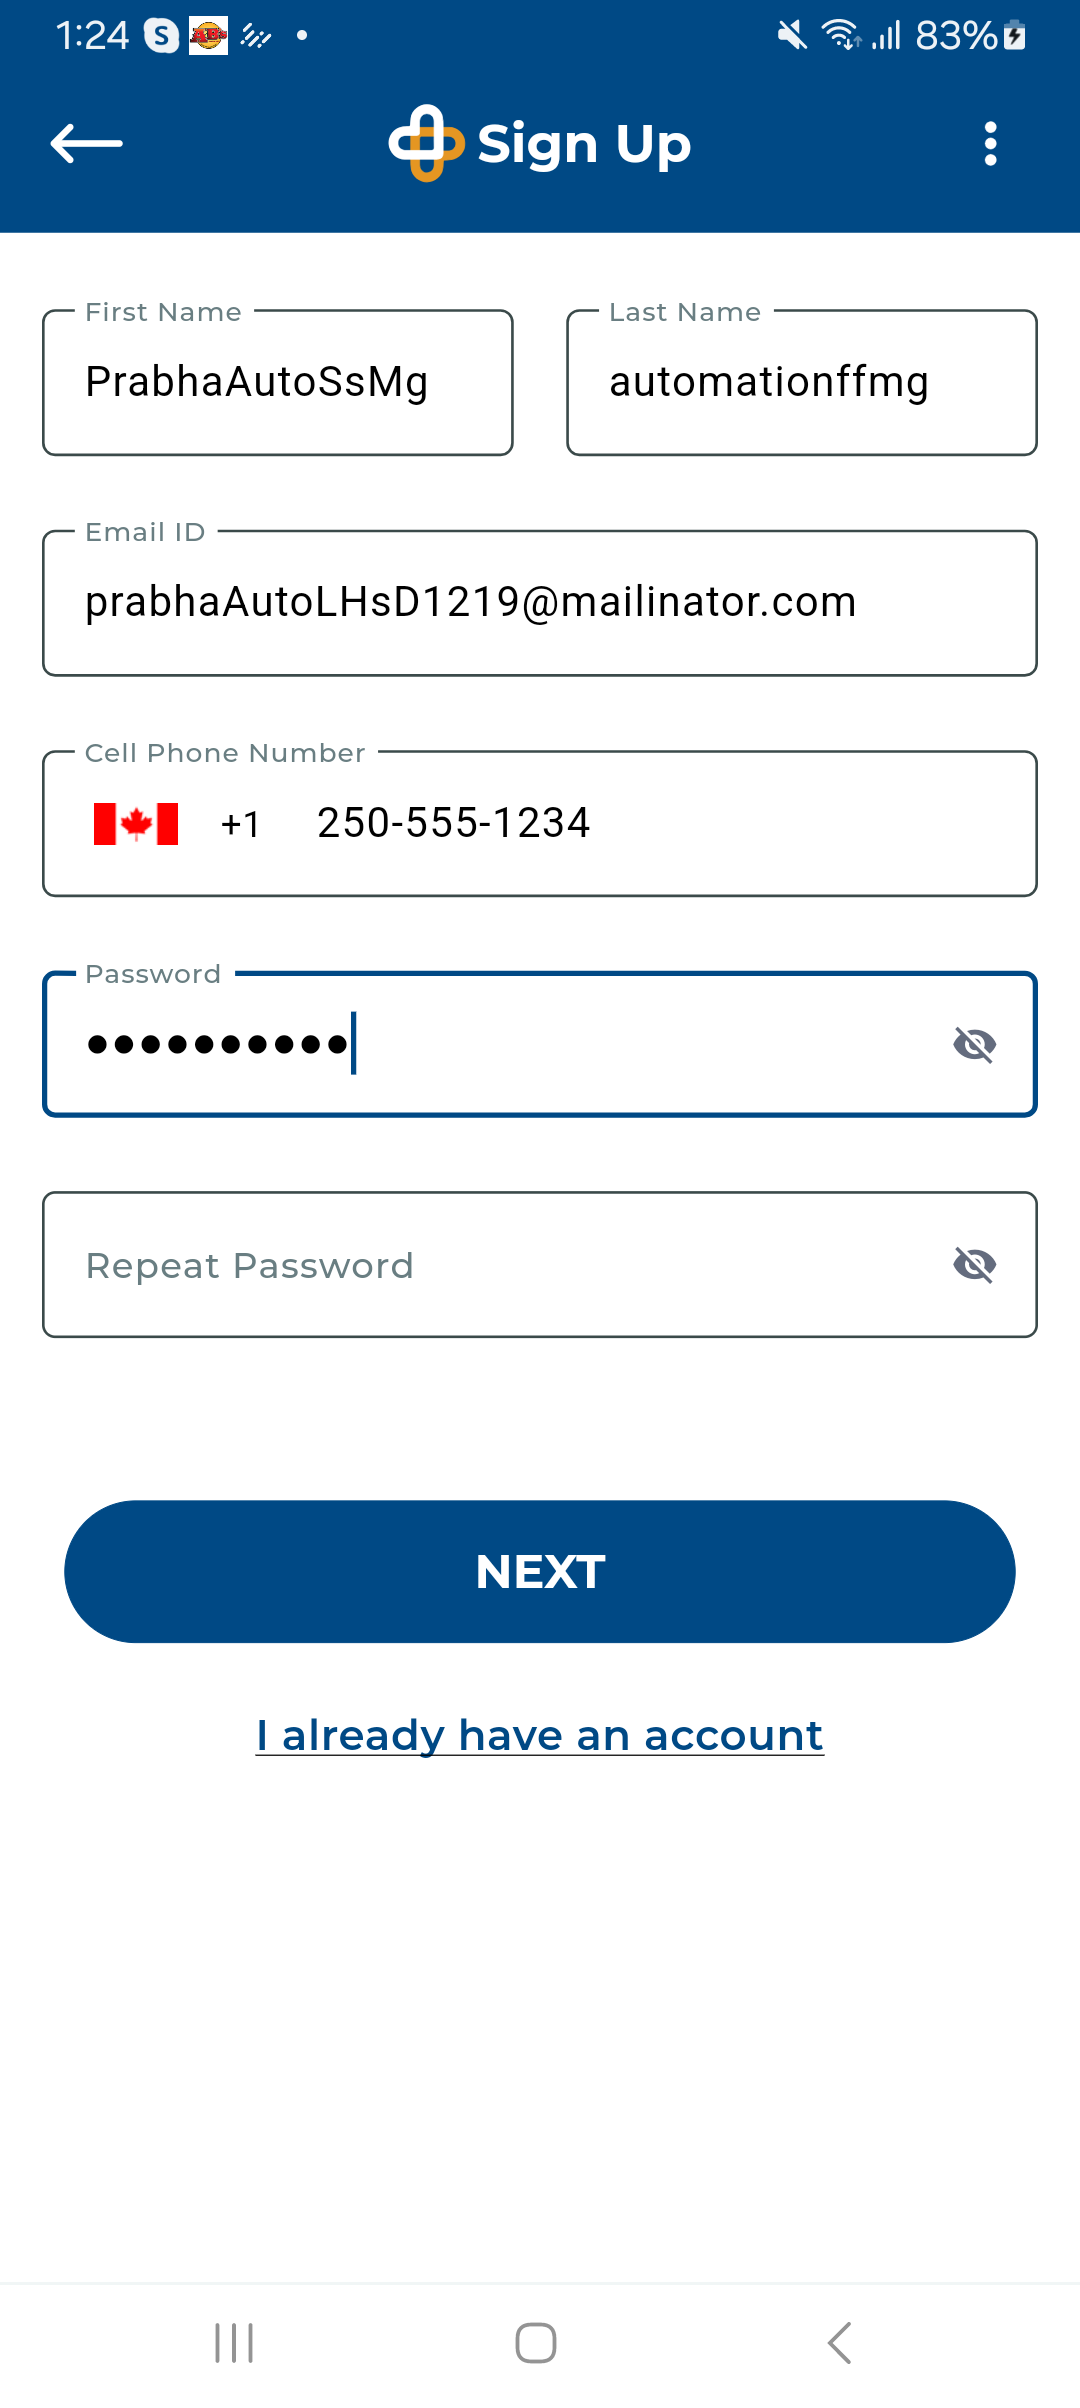 1:24 S ABs 83%
Sign Up
First Name Last Name
PrabhaAutoSsMg automationffmg
Email ID
prabhaAutoLHsD1219@mailinator.com
Cell Phone Number
+1 250-555-1234
Password
••••••••••
Repeat Password
NEXT
I already have an account